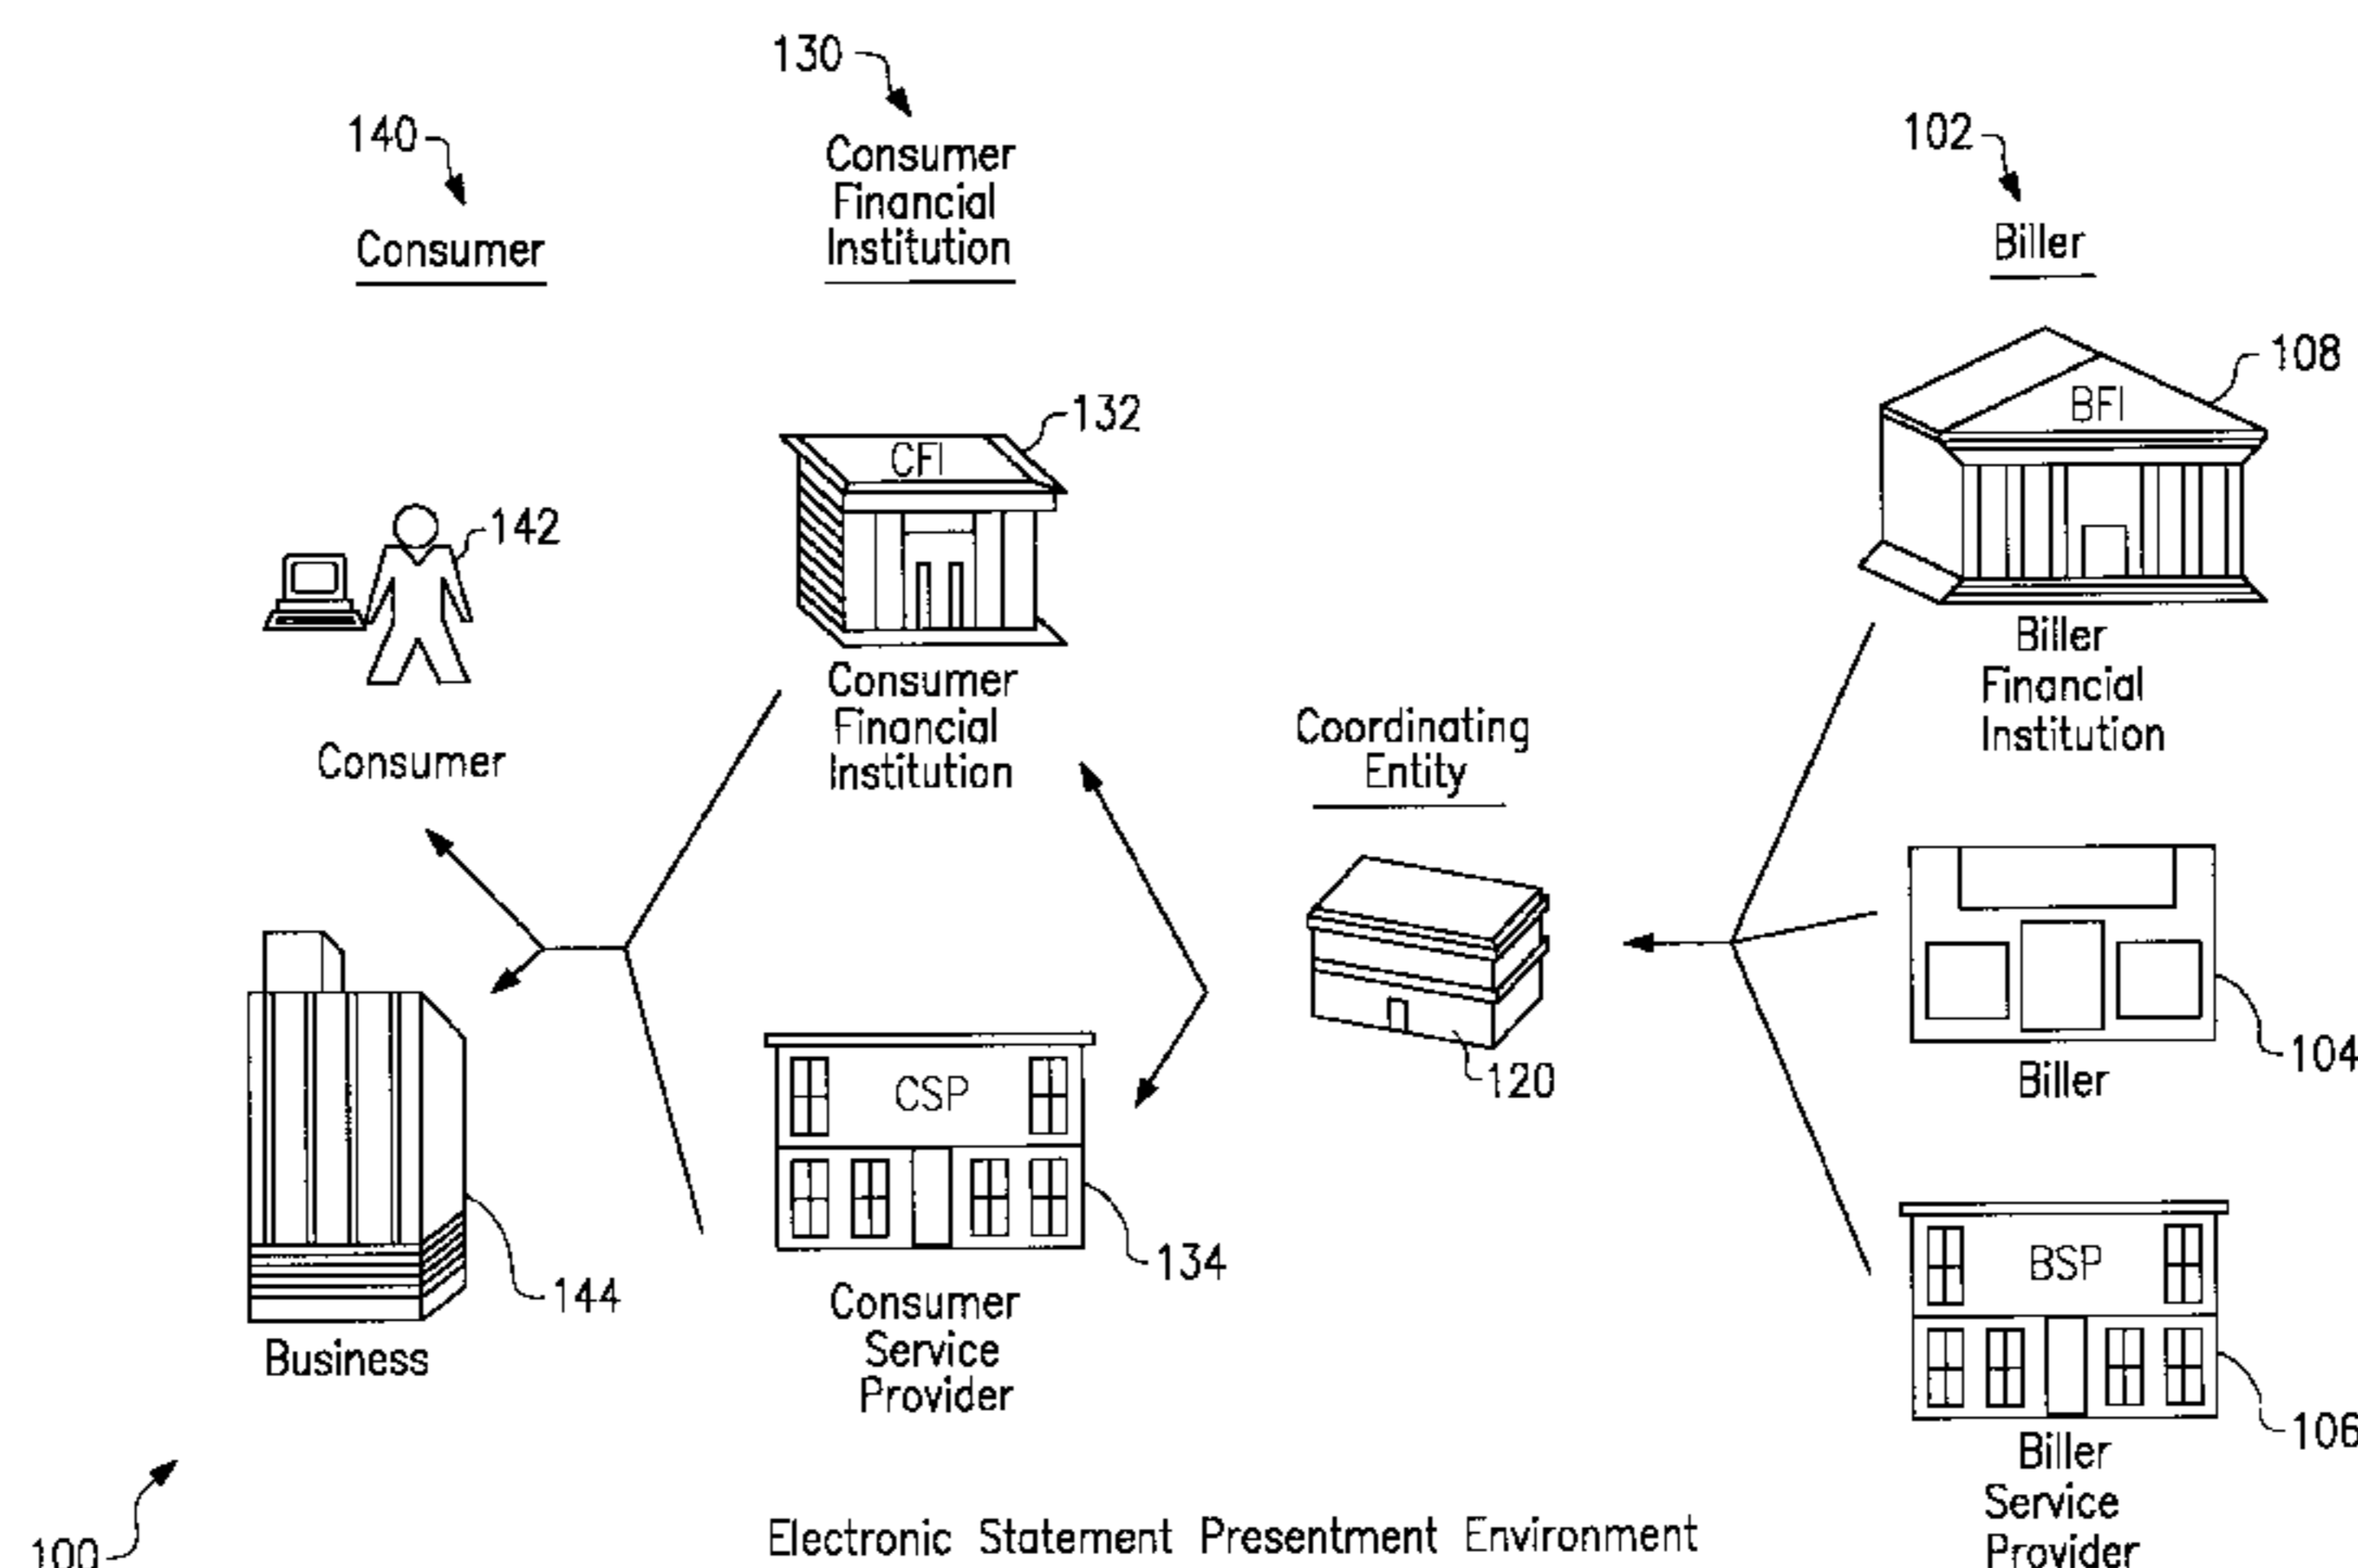 130
140
102
Consumer
Financial
Institution
Consumer
Biller
108
BFI
132
CFI
142
Biller
Financial
Institution
Consumer
Financial
Institution
Consumer
Coordinating
Entity
104
Biller
120
CSP
134
BSP
144
Consumer
Service
Provider
Business
106
Biller
Service
Provider
100
Electronic Statement Presentment Environment